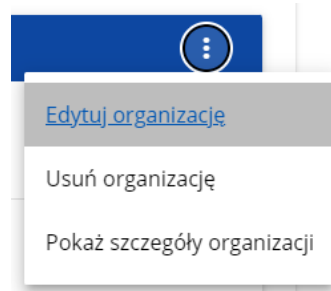 Edytuj organizację
Usuń organizację
Pokaż szczegóły organizacji